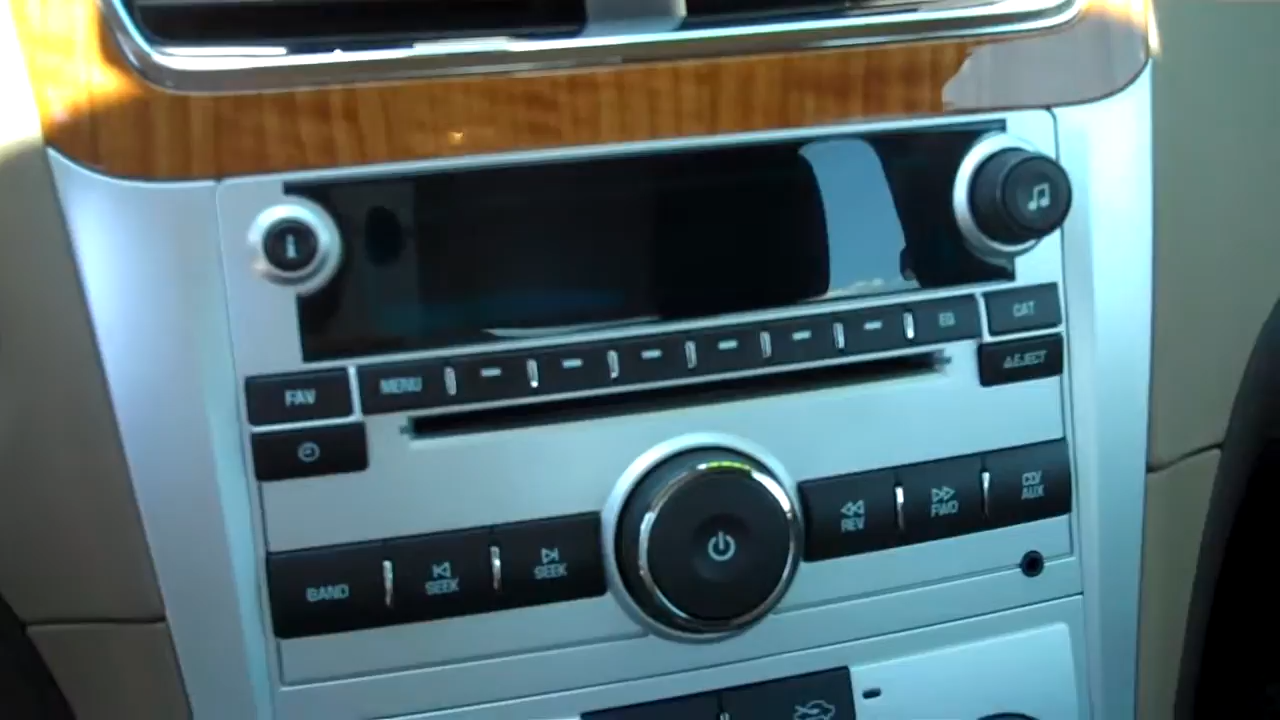 i
FAV
MENU
EQ
CAT
EJECT
BAND
SEEK
SEEK
REV
FWD
CD/
AUX